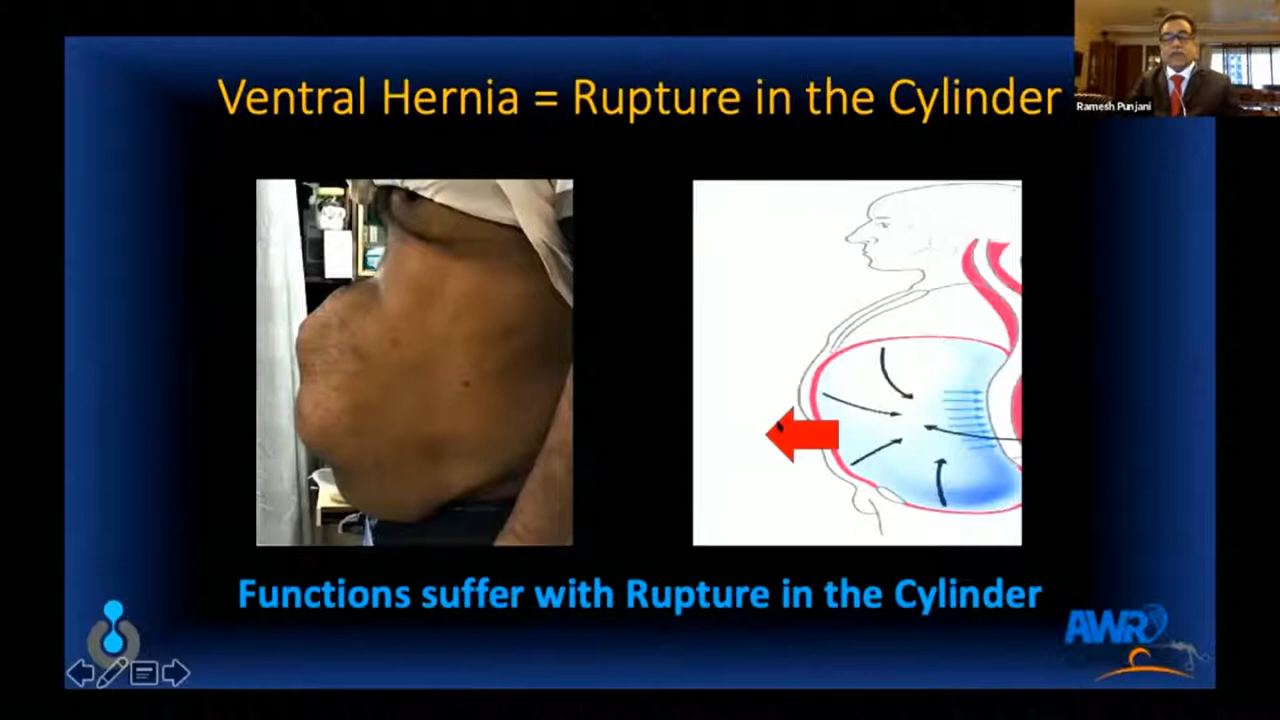 Ventral Hernia = Rupture in the Cylinder
Ramesh Punjani
Functions suffer with Rupture in the Cylinder
AWR